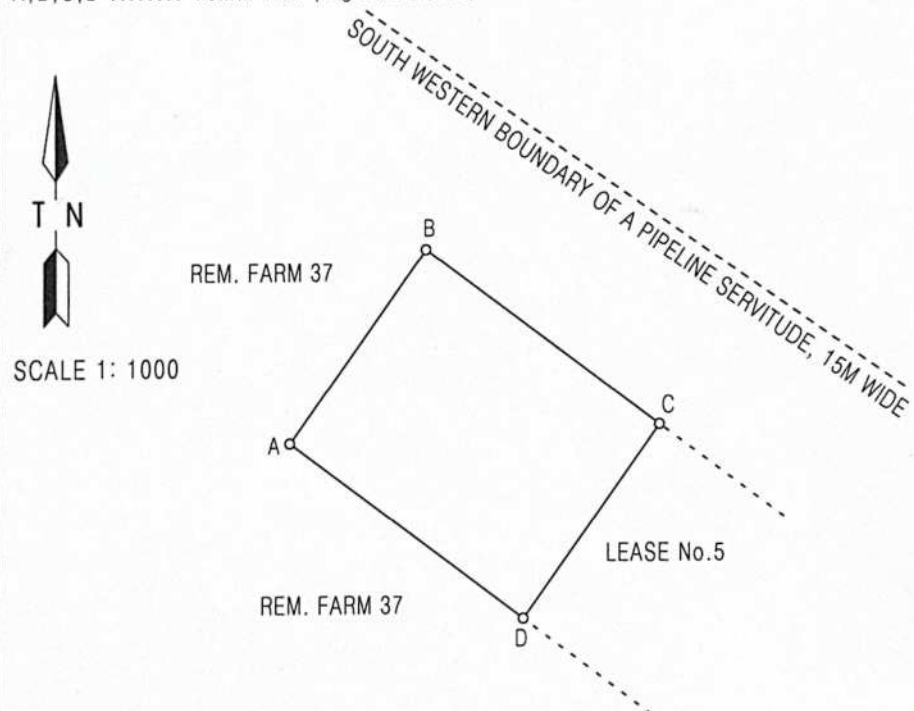 SOUTH WESTERN BOUNDARY OF A PIPELINE SERVITUDE, 15M WIDE
T N
B
REM. FARM 37
SCALE 1: 1000
C
A
LEASE No.5
REM. FARM 37
D